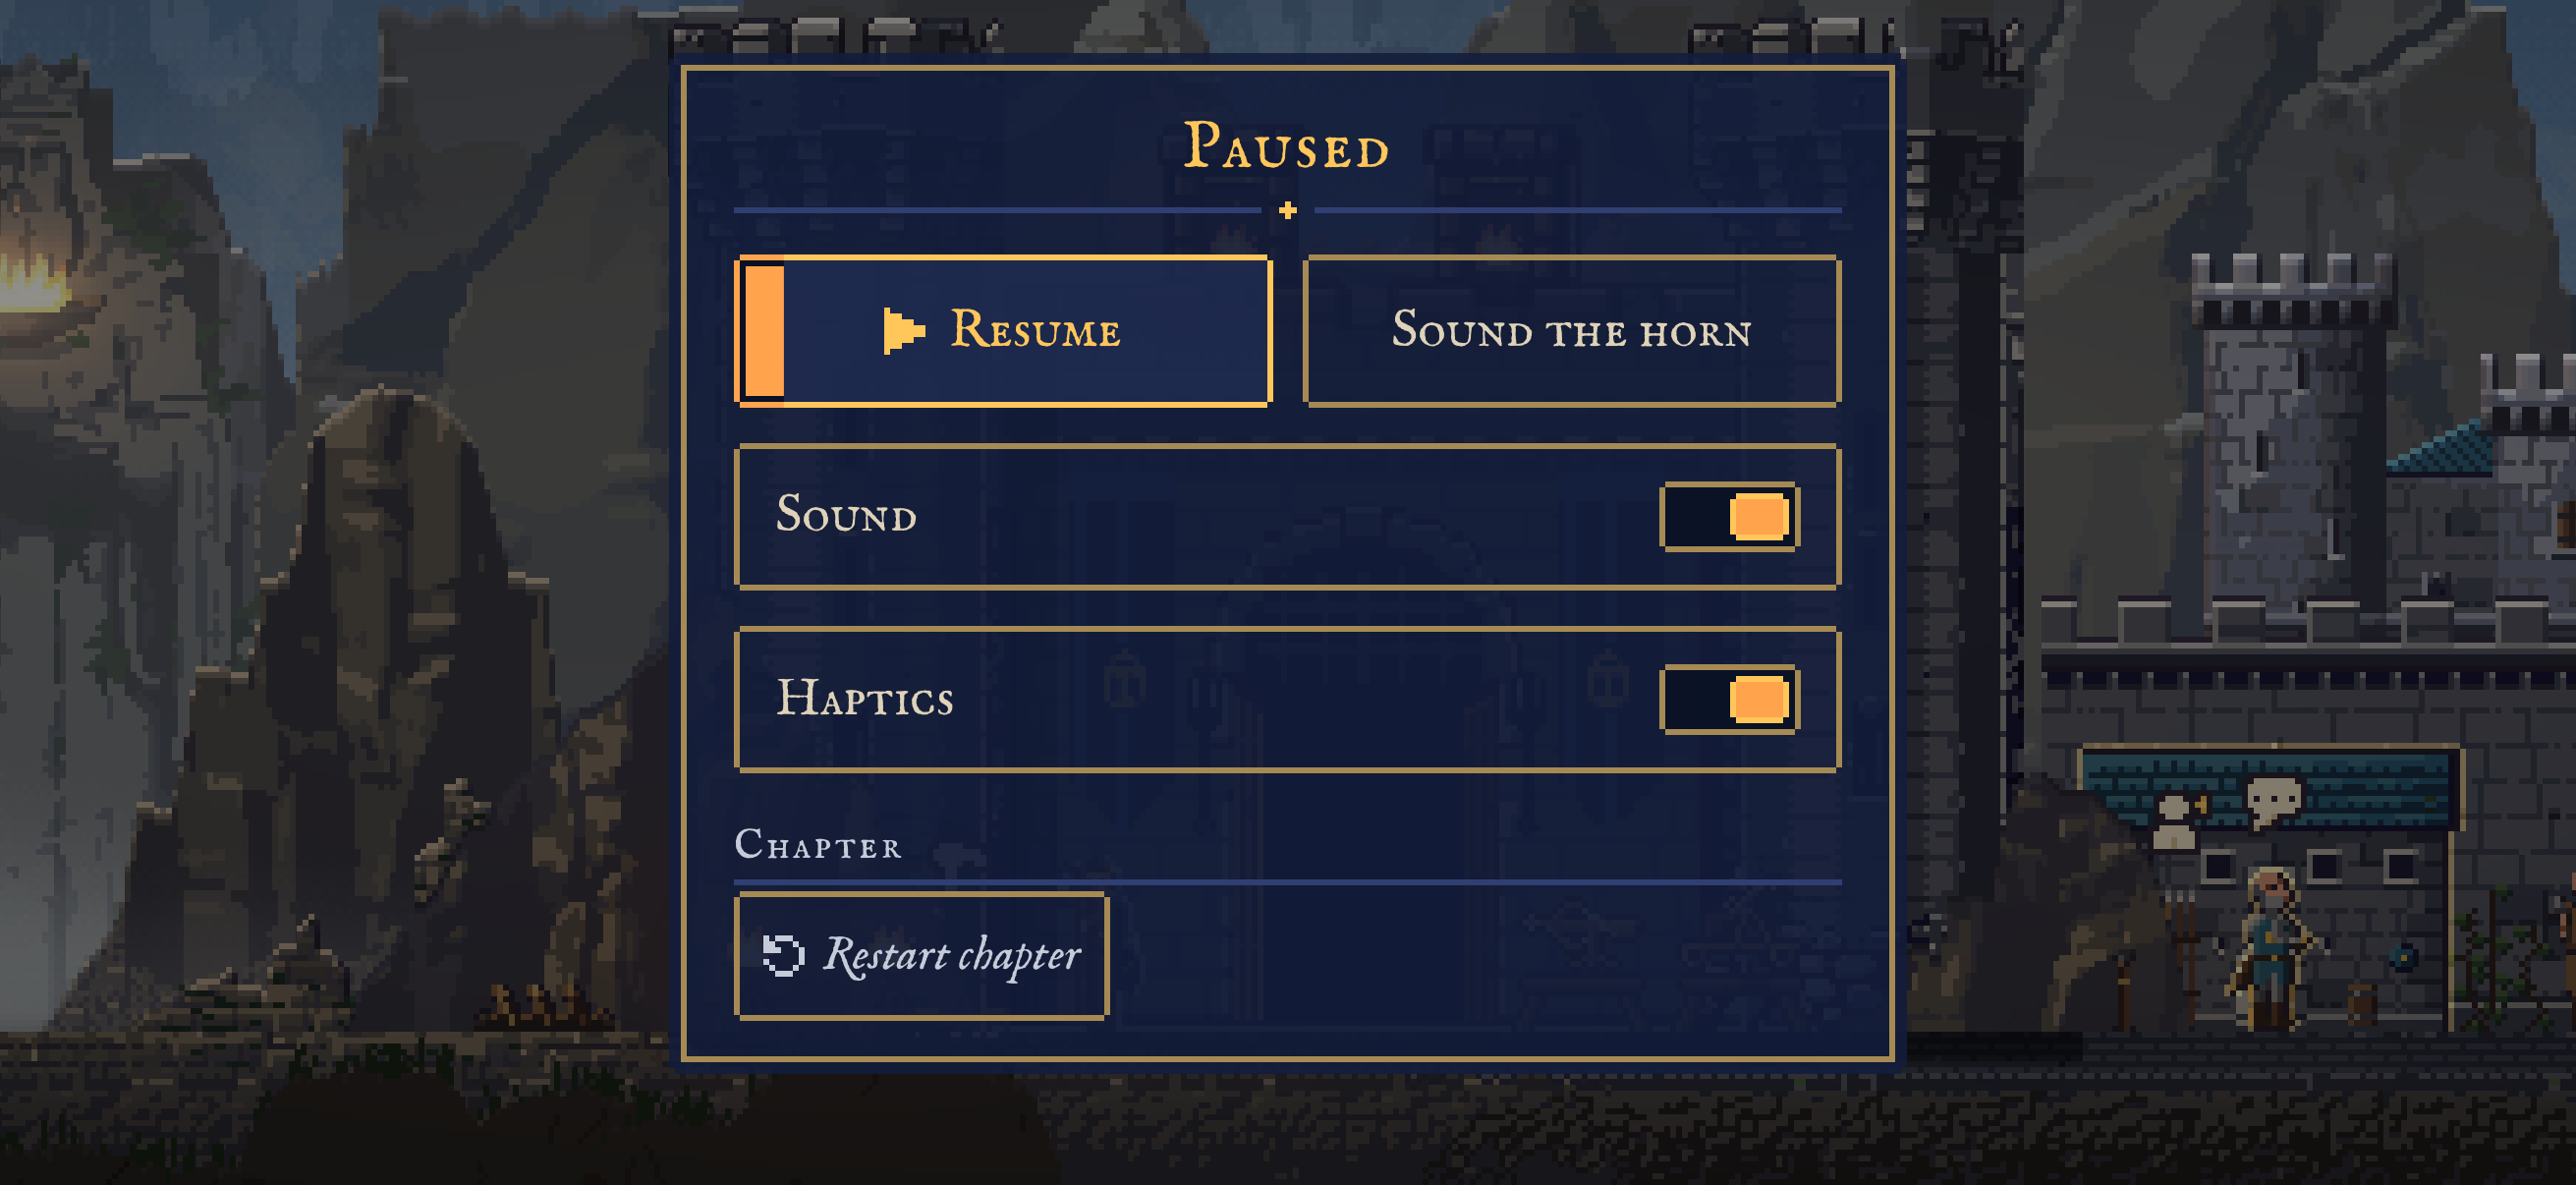 Paused
Resume
Sound the horn
Sound
Haptics
Chapter
Restart chapter